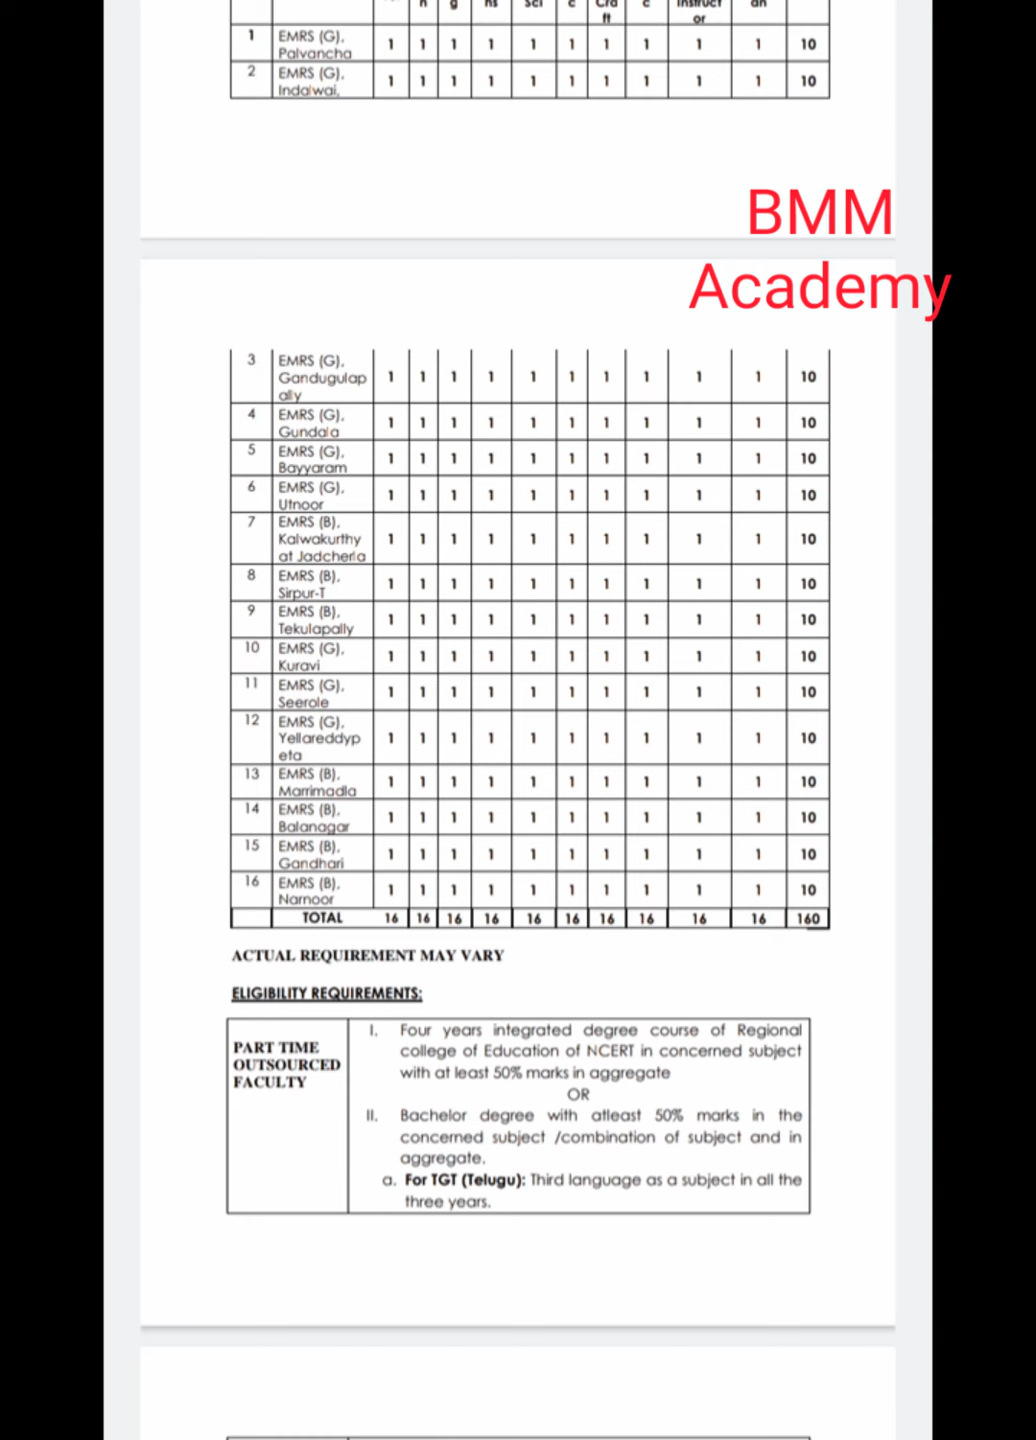 n g ns Sci c Cra c Instruct an
ft or
1 EMRS (G), Palvancha 1 1 1 1 1 1 1 1 1 1 10
2 EMRS (G), Indalwai. 1 1 1 1 1 1 1 1 1 1 10
BMM
Academy
3 EMRS (G), Gandugulap ally 1 1 1 1 1 1 1 1 1 1 10
4 EMRS (G), Gundala 1 1 1 1 1 1 1 1 1 1 10
5 EMRS (G), Bayyaram 1 1 1 1 1 1 1 1 1 1 10
6 EMRS (G), Utnoor 1 1 1 1 1 1 1 1 1 1 10
7 EMRS (B), Kalwakurthy at Jadcherla 1 1 1 1 1 1 1 1 1 1 10
8 EMRS (B), Sirpur-T 1 1 1 1 1 1 1 1 1 1 10
9 EMRS (B), Tekulapally 1 1 1 1 1 1 1 1 1 1 10
10 EMRS (G), Kuravi 1 1 1 1 1 1 1 1 1 1 10
11 EMRS (G), Seerole 1 1 1 1 1 1 1 1 1 1 10
12 EMRS (G), Yellareddyp eta 1 1 1 1 1 1 1 1 1 1 10
13 EMRS (B), Marrimadla 1 1 1 1 1 1 1 1 1 1 10
14 EMRS (B), Balanagar 1 1 1 1 1 1 1 1 1 1 10
15 EMRS (B), Gandhari 1 1 1 1 1 1 1 1 1 1 10
16 EMRS (B), Narnoor 1 1 1 1 1 1 1 1 1 1 10
TOTAL 16 16 16 16 16 16 16 16 16 16 160
ACTUAL REQUIREMENT MAY VARY
ELIGIBILITY REQUIREMENTS:
PART TIME
OUTSOURCED
FACULTY
I. Four years integrated degree course of Regional
college of Education of NCERT in concerned subject
with at least 50% marks in aggregate
OR
II. Bachelor degree with atleast 50% marks in the
concerned subject /combination of subject and in
aggregate.
a. For TGT (Telugu): Third language as a subject in all the
three years.